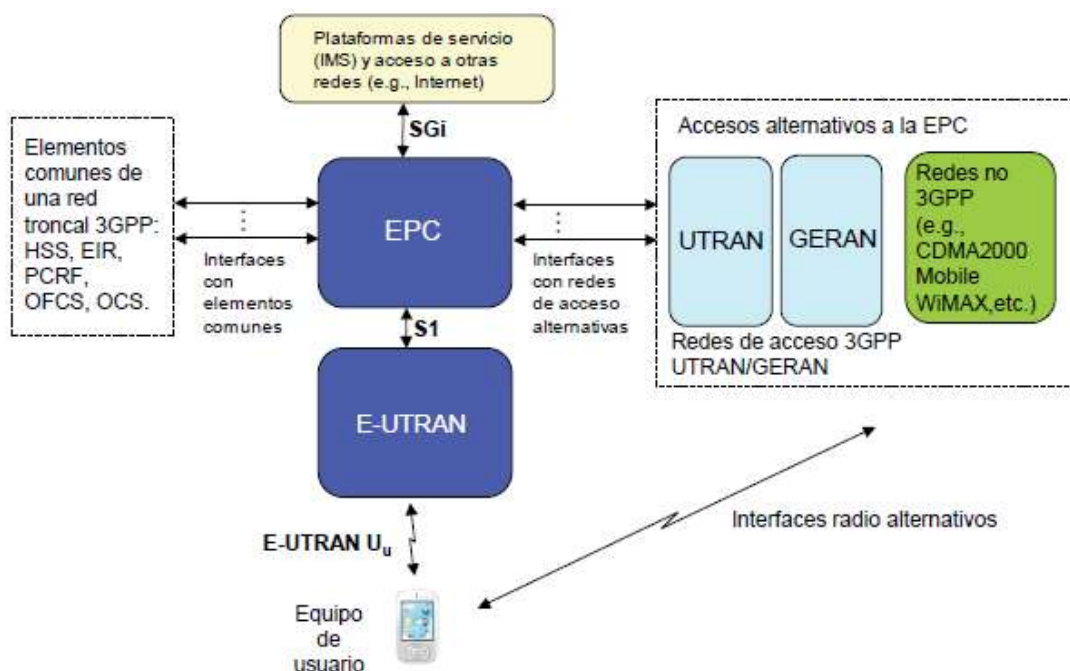 Plataformas de servicio
(IMS) y acceso a otras
redes (e.g., Internet)
SGi
Elementos
comunes de
una red
troncal 3GPP:
HSS, EIR,
PCRF,
OFCS, OCS.
Interfaces
con
elementos
comunes
EPC
Interfaces
con redes
de acceso
alternativas
Accesos alternativos a la EPC
UTRAN
GERAN
Redes no
3GPP
(e.g.,
CDMA2000
Mobile
WiMAX,etc.)
Redes de acceso 3GPP
UTRAN/GERAN
S1
E-UTRAN
E-UTRAN Uu
Interfaces radio alternativos
Equipo
de
usuario